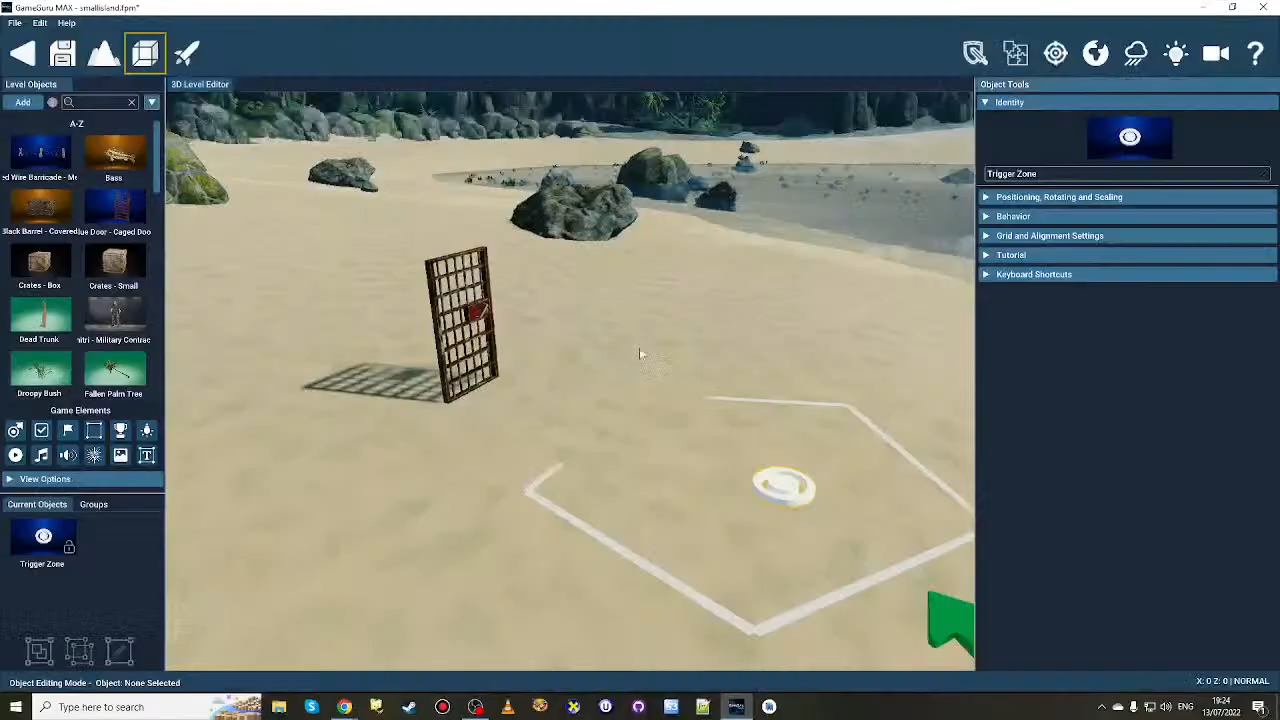 GameGuru MAX - smallisland.fpm*
File Edit Help
Level Objects
3D Level Editor
Object Tools
Add
Identity
A-Z
d Wire Barricade - Me
Bass
Trigger Zone
Positioning, Rotating and Scaling
Black Barrel - Covered
lue Door - Caged Doo
Behavior
Grid and Alignment Settings
Tutorial
Keyboard Shortcuts
Crates - Box
Crates - Small
Dead Trunk
nitri - Military Contrac
Droopy Bush
Fallen Palm Tree
Game Elements
View Options
Current Objects Groups
Trigger Zone
Object Editing Mode - Object: None Selected
X: 0 Z: 0 | NORMAL
Type here to search
19:24
13/07/2022